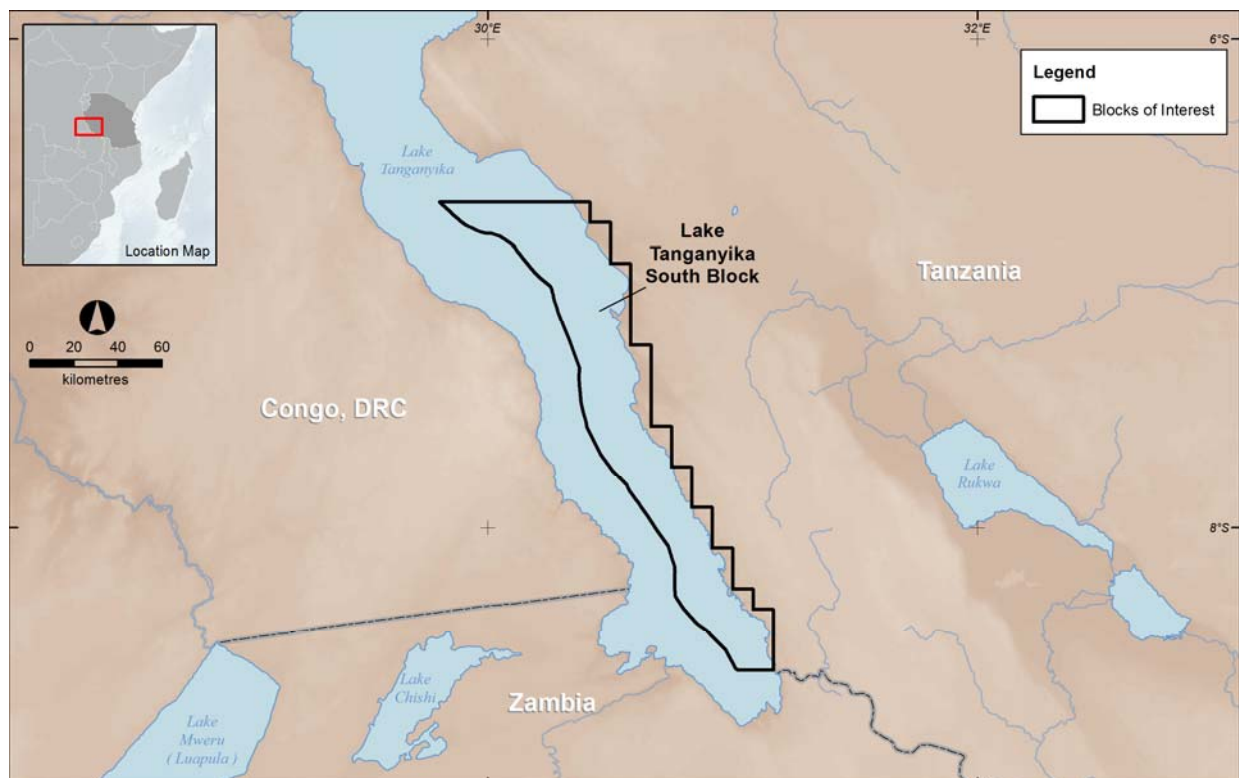 30°E
32°E
6°S
Legend
Blocks of Interest
Location Map
Lake
Tanganyika
Lake
Tanganyika
South Block
Tanzania
0 20 40 60
kilometres
Congo, DRC
Lake
Rukwa
8°S
Lake
Chishi
Zambia
Lake
Mweru
( Luapula )